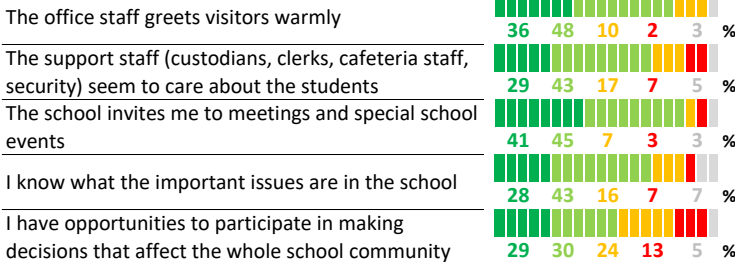 The office staff greets visitors warmly
36 48 10 2 3 %
The support staff (custodians, clerks, cafeteria staff,
security) seem to care about the students
29 43 17 7 5 %
The school invites me to meetings and special school
events
41 45 7 3 3 %
I know what the important issues are in the school
28 43 16 7 7 %
I have opportunities to participate in making
decisions that affect the whole school community
29 30 24 13 5 %